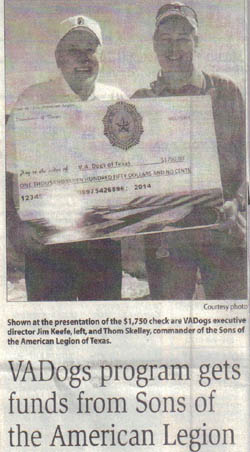 Pay to the order of V.A. Dogs of Texas $1,750.00
ONE THOUSAND SEVEN HUNDRED FIFTY DOLLARS AND NO CENTS
2014
Courtesy photo
Shown at the presentation of the $1,750 check are VADogs executive
director Jim Keefe, left, and Thom Skelley, commander of the Sons of
the American Legion of Texas.
VADogs program gets
funds from Sons of
the American Legion